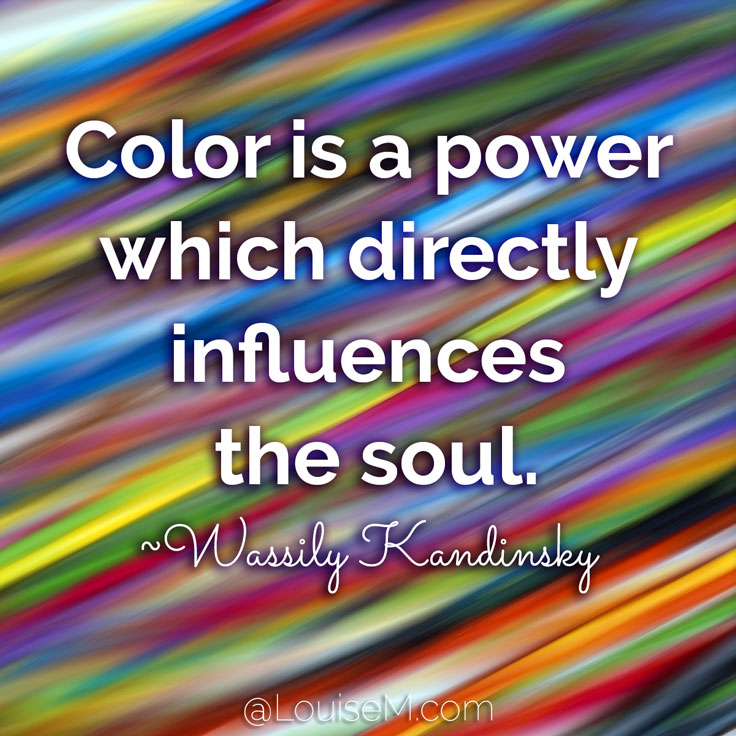 Color is a power
which directly
influences
the soul.
~Wassily Kandinsky
@LouiseM.com